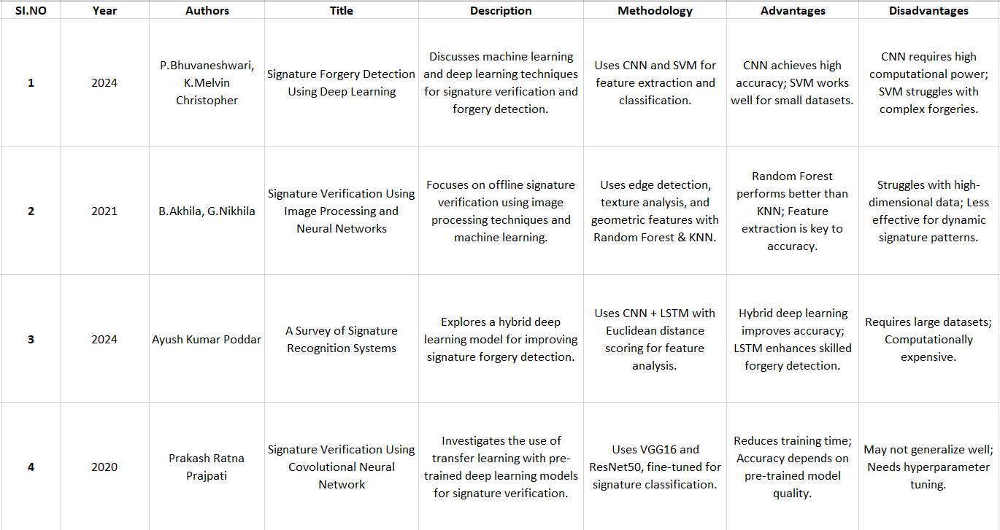 SI.NO Year Authors Title Description Methodology Advantages Disadvantages
1
2024
P.Bhuvaneshwari,
K.Melvin
Christopher
Signature Forgery Detection
Using Deep Learning
Discusses machine learning
and deep learning techniques
for signature verification and
forgery detection.
Uses CNN and SVM for
feature extraction and
classification.
CNN achieves high
accuracy; SVM works
well for small datasets.
CNN requires high
computational power;
SVM struggles with
complex forgeries.
2
2021
B.Akhila, G.Nikhila
Signature Verification Using
Image Processing and
Neural Networks
Focuses on offline signature
verification using image
processing techniques and
machine learning.
Uses edge detection,
texture analysis, and
geometric features with
Random Forest & KNN.
Random Forest
performs better than
KNN; Feature
extraction is key to
accuracy.
Struggles with high-
dimensional data; Less
effective for dynamic
signature patterns.
3
2024
Ayush Kumar Poddar
A Survey of Signature
Recognition Systems
Explores a hybrid deep
learning model for improving
signature forgery detection.
Uses CNN + LSTM with
Euclidean distance
scoring for feature
analysis.
Hybrid deep learning
improves accuracy;
LSTM enhances skilled
forgery detection.
Requires large datasets;
Computationally
expensive.
4
2020
Prakash Ratna
Prajpati
Signature Verification Using
Covolutional Neural
Network
Investigates the use of
transfer learning with pre-
trained deep learning models
for signature verification.
Uses VGG16 and
ResNet50, fine-tuned for
signature classification.
Reduces training time;
Accuracy depends on
pre-trained model
quality.
May not generalize well;
Needs hyperparameter
tuning.